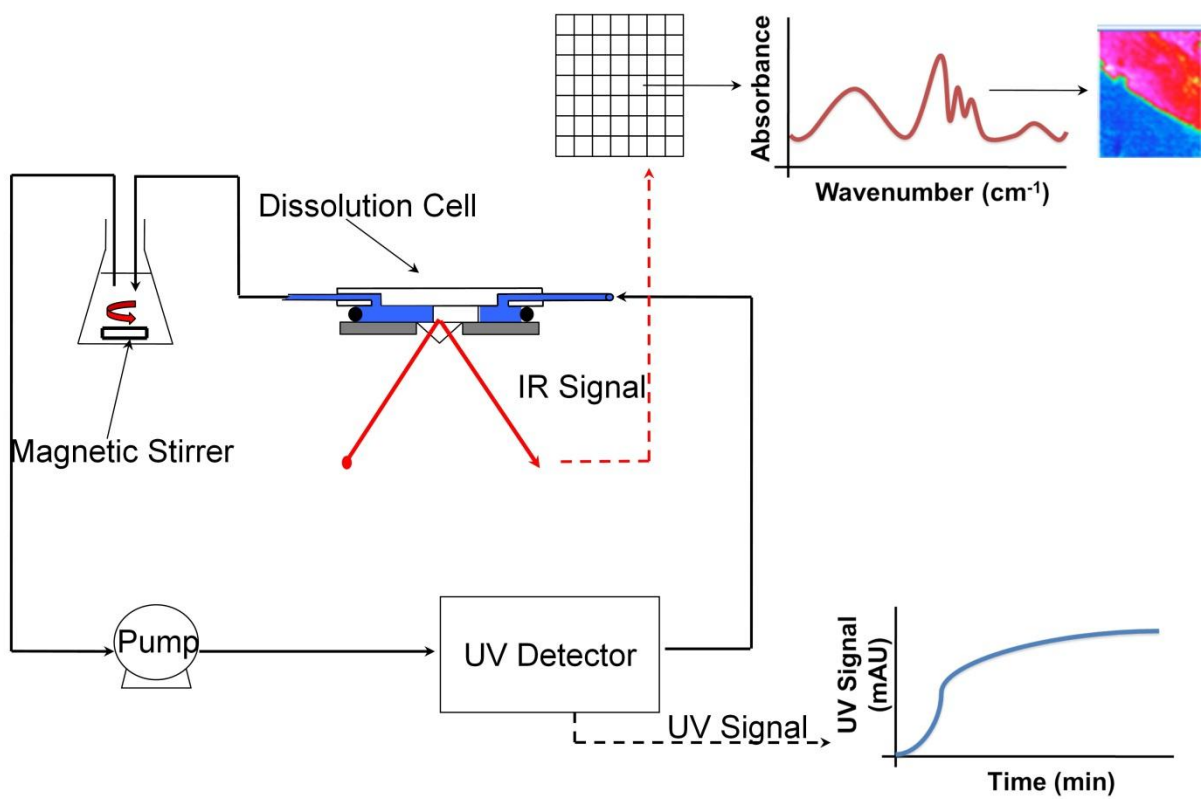 Absorbance
Wavenumber (cm-1)
Dissolution Cell
IR Signal
Magnetic Stirrer
Pump
UV Detector
UV Signal
UV Signal
(mAU)
Time (min)